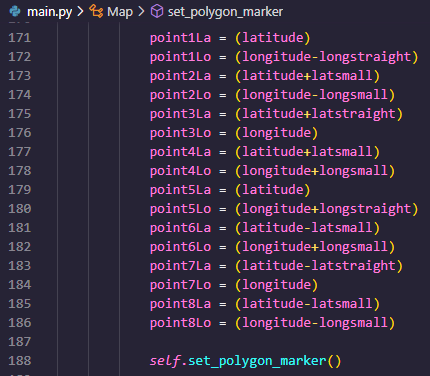 main.py > Map > set_polygon_marker
171 point1La = (latitude)
172 point1Lo = (longitude-longstraight)
173 point2La = (latitude+latsmall)
174 point2Lo = (longitude-longsmall)
175 point3La = (latitude+latstraight)
176 point3Lo = (longitude)
177 point4La = (latitude+latsmall)
178 point4Lo = (longitude+longsmall)
179 point5La = (latitude)
180 point5Lo = (longitude+longstraight)
181 point6La = (latitude-latsmall)
182 point6Lo = (longitude+longsmall)
183 point7La = (latitude-latstraight)
184 point7Lo = (longitude)
185 point8La = (latitude-latsmall)
186 point8Lo = (longitude-longsmall)
187
188 self.set_polygon_marker()